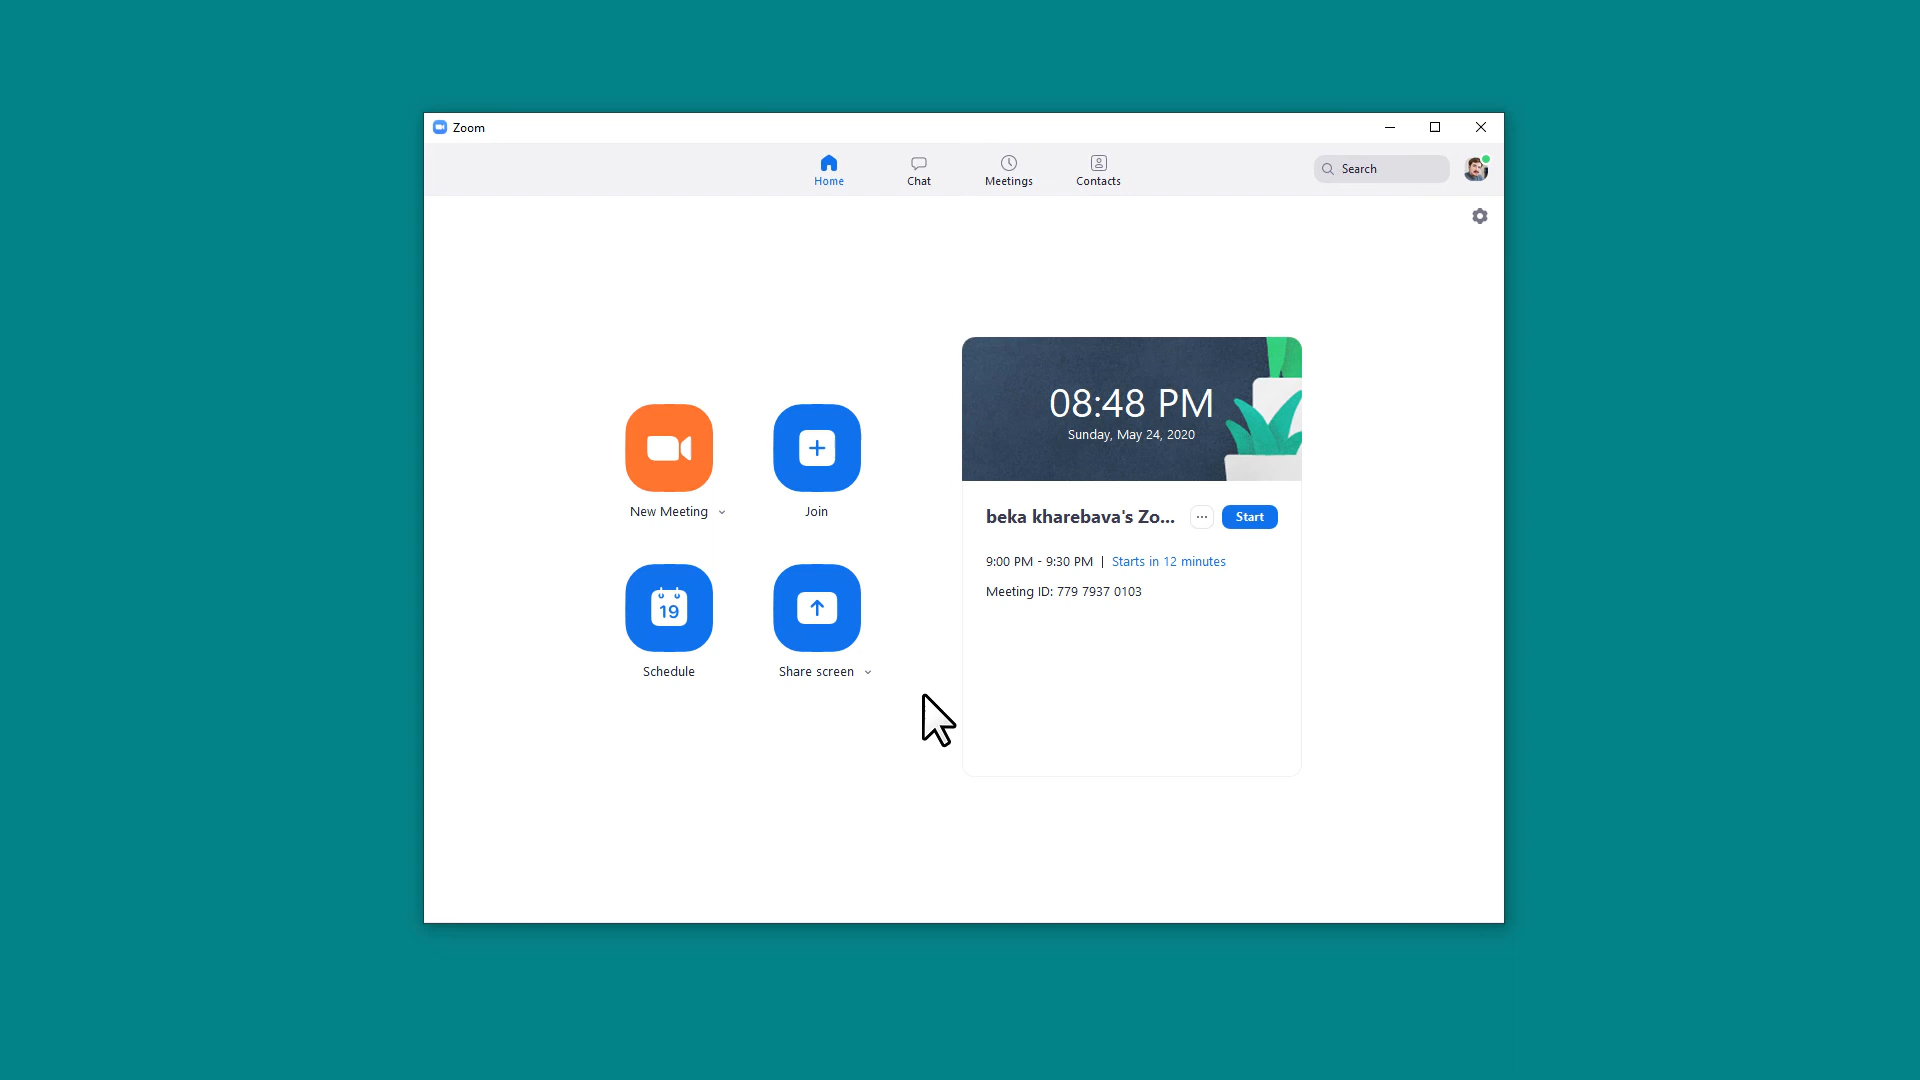 Zoom
Home
Chat
Meetings
Contacts
Search
08:48 PM
Sunday, May 24, 2020
New Meeting
Join
beka kharebava's Zo...
Start
9:00 PM - 9:30 PM | Starts in 12 minutes
Meeting ID: 779 7937 0103
19
Schedule
Share screen